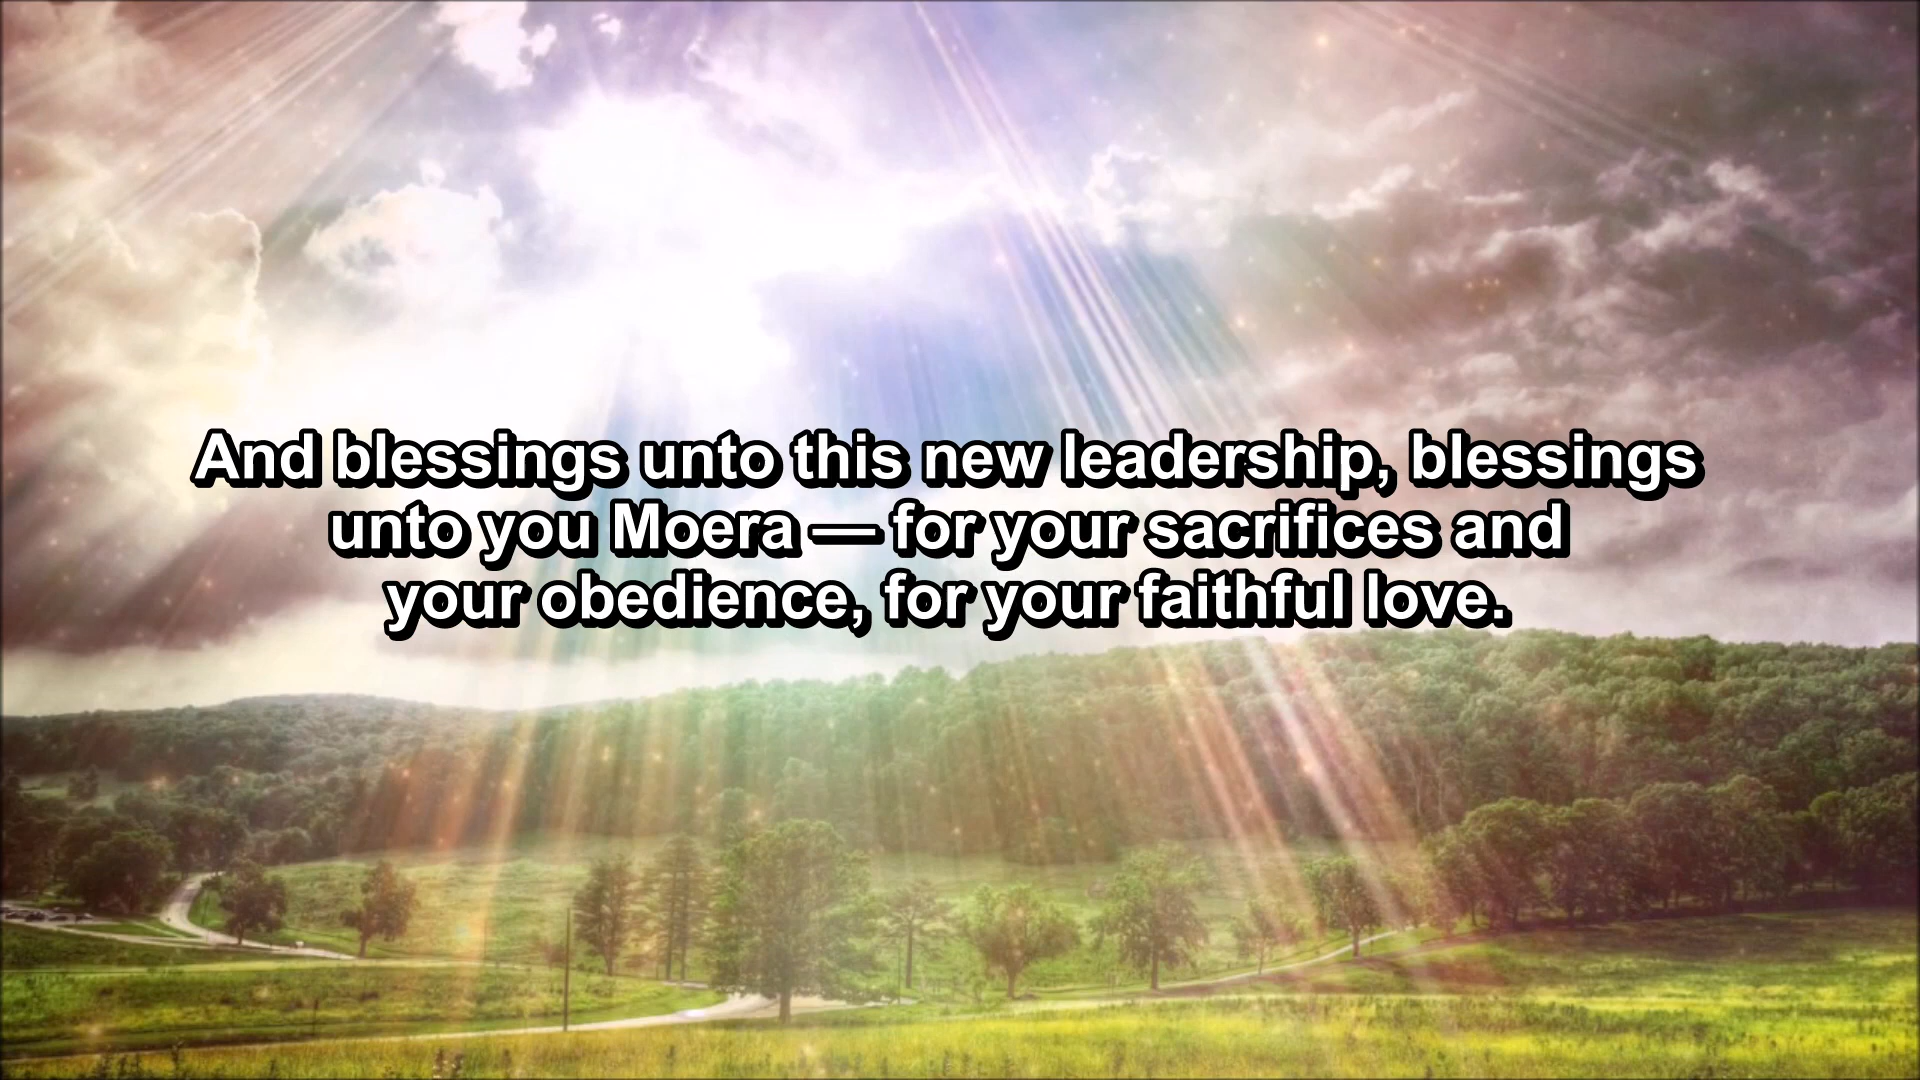 And blessings unto this new leadership, blessings
unto you Moera — for your sacrifices and
your obedience, for your faithful love.